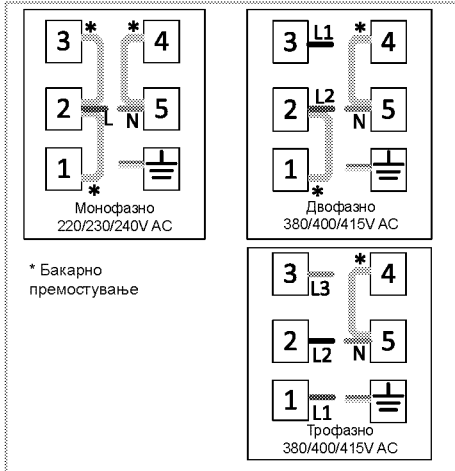 3 * * 4
2 L N 5
1 *
Монофазно
220/230/240V AC
3 L1 * 4
2 L2 N 5
1 *
Двофазно
380/400/415V AC
* Бакарно
премостување
3 L3 * 4
2 L2 N 5
1 L1
Трофазно
380/400/415V AC